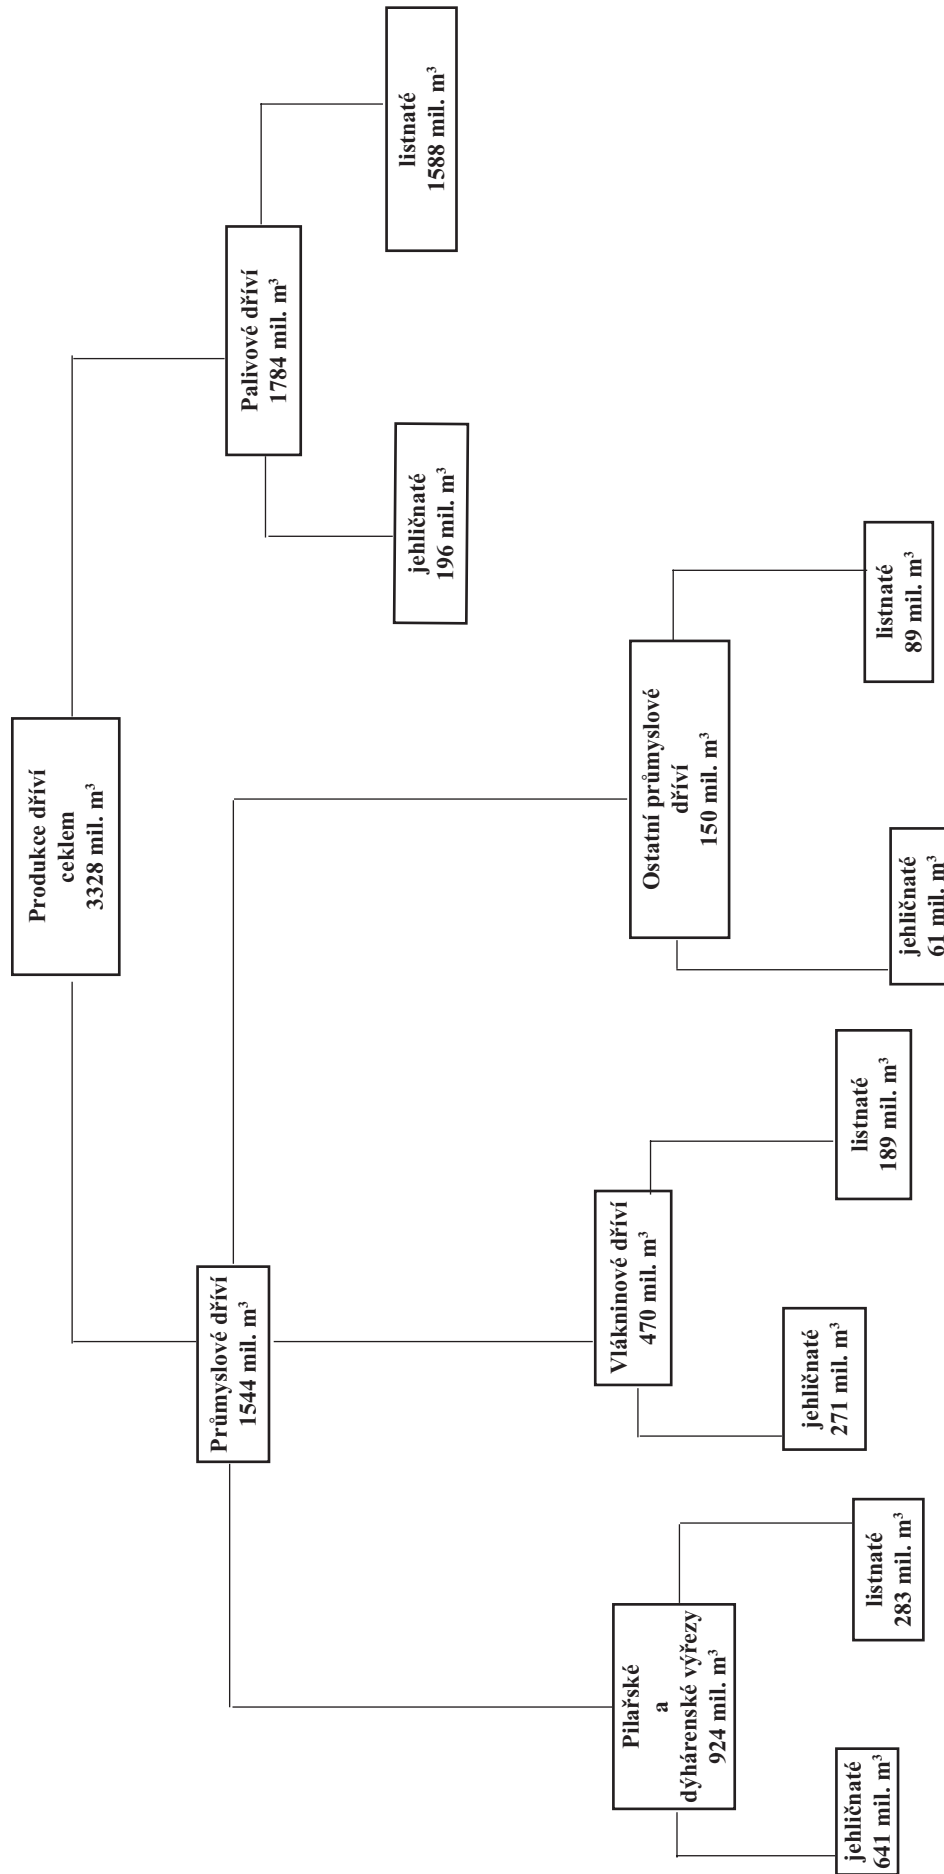 Produkce dříví
ceklem
3328 mil. m³
Průmyslové dříví
1544 mil. m³
Palivové dříví
1784 mil. m³
jehličnaté
196 mil. m³
listnaté
1588 mil. m³
Pilařské
a
dýhárenské výřezy
924 mil. m³
Vlákninové dříví
470 mil. m³
Ostatní průmyslové
dříví
150 mil. m³
jehličnaté
641 mil. m³
listnaté
283 mil. m³
jehličnaté
271 mil. m³
listnaté
189 mil. m³
jehličnaté
61 mil. m³
listnaté
89 mil. m³